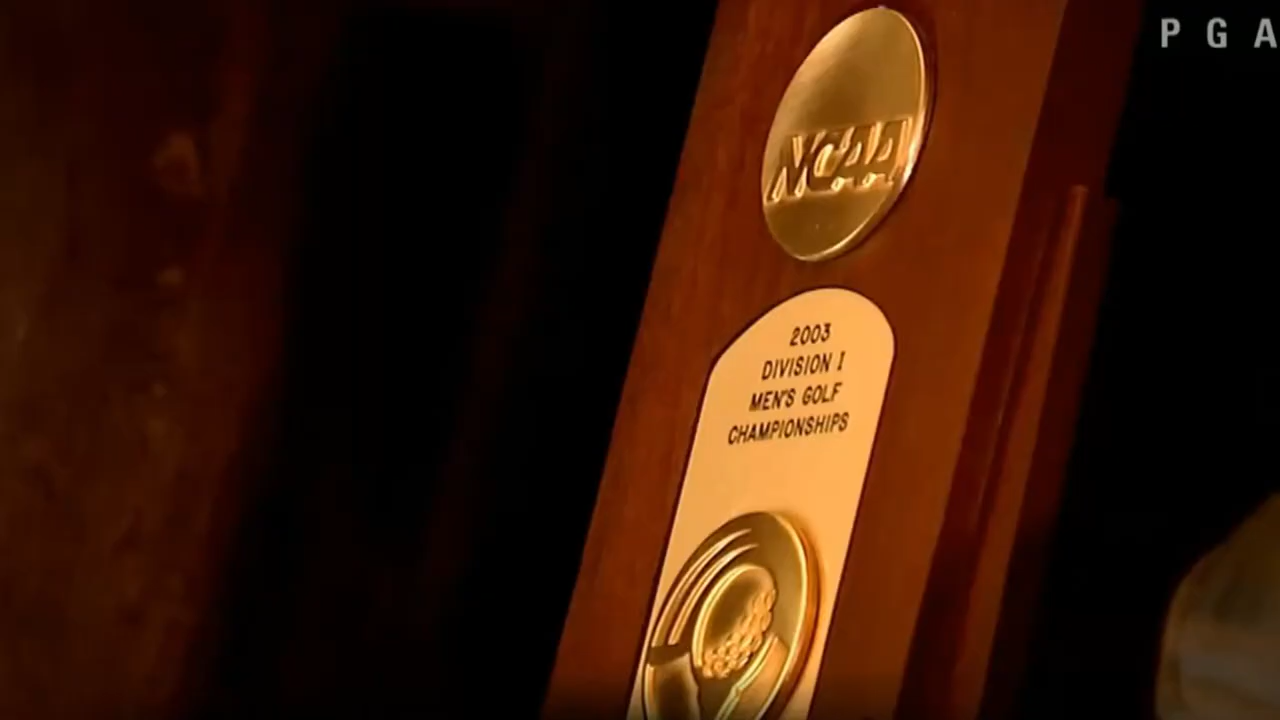 PGA
NCAA
2003
DIVISION I
MEN'S GOLF
CHAMPIONSHIPS